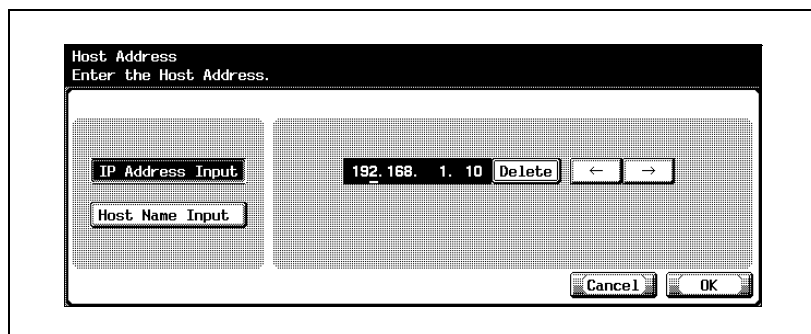 Host Address
Enter the Host Address.
IP Address Input
192.168. 1. 10 Delete ← →
Host Name Input
Cancel OK